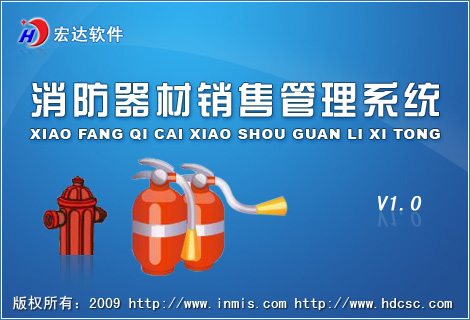 宏达软件
消防器材销售管理系统
XIAO FANG QI CAI XIAO SHOU GUAN LI XI TONG
V1.0
版权所有：2009 http://www.inmis.com http://www.hdcsc.com